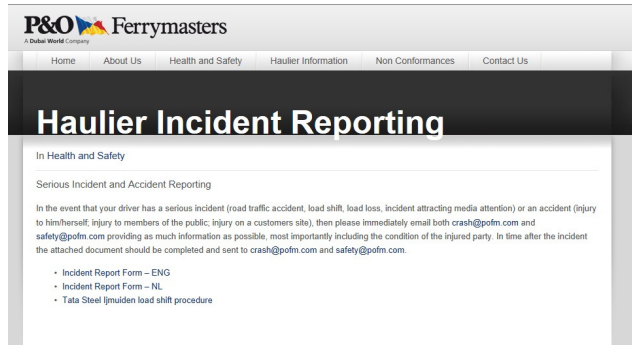 P&O Ferrymasters
A Dubai World Company
Home About Us Health and Safety Haulier Information Non Conformances Contact Us
Haulier Incident Reporting
In Health and Safety
Serious Incident and Accident Reporting
In the event that your driver has a serious incident (road traffic accident, load shift, load loss, incident attracting media attention) or an accident (injury
to him/herself; injury to members of the public; injury on a customers site), then please immediately email both crash@pofm.com and
safety@pofm.com providing as much information as possible, most importantly including the condition of the injured party. In time after the incident
the attached document should be completed and sent to crash@pofm.com and safety@pofm.com.
• Incident Report Form – ENG
• Incident Report Form – NL
• Tata Steel Ijmuiden load shift procedure